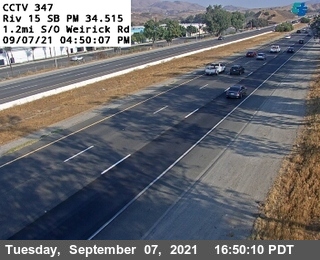 CCTV 347
Riv 15 SB PM 34.515
1.2mi S/O Weirick Rd
09/07/21 04:50:07 PM
Tuesday, September 07, 2021 16:50:10 PDT